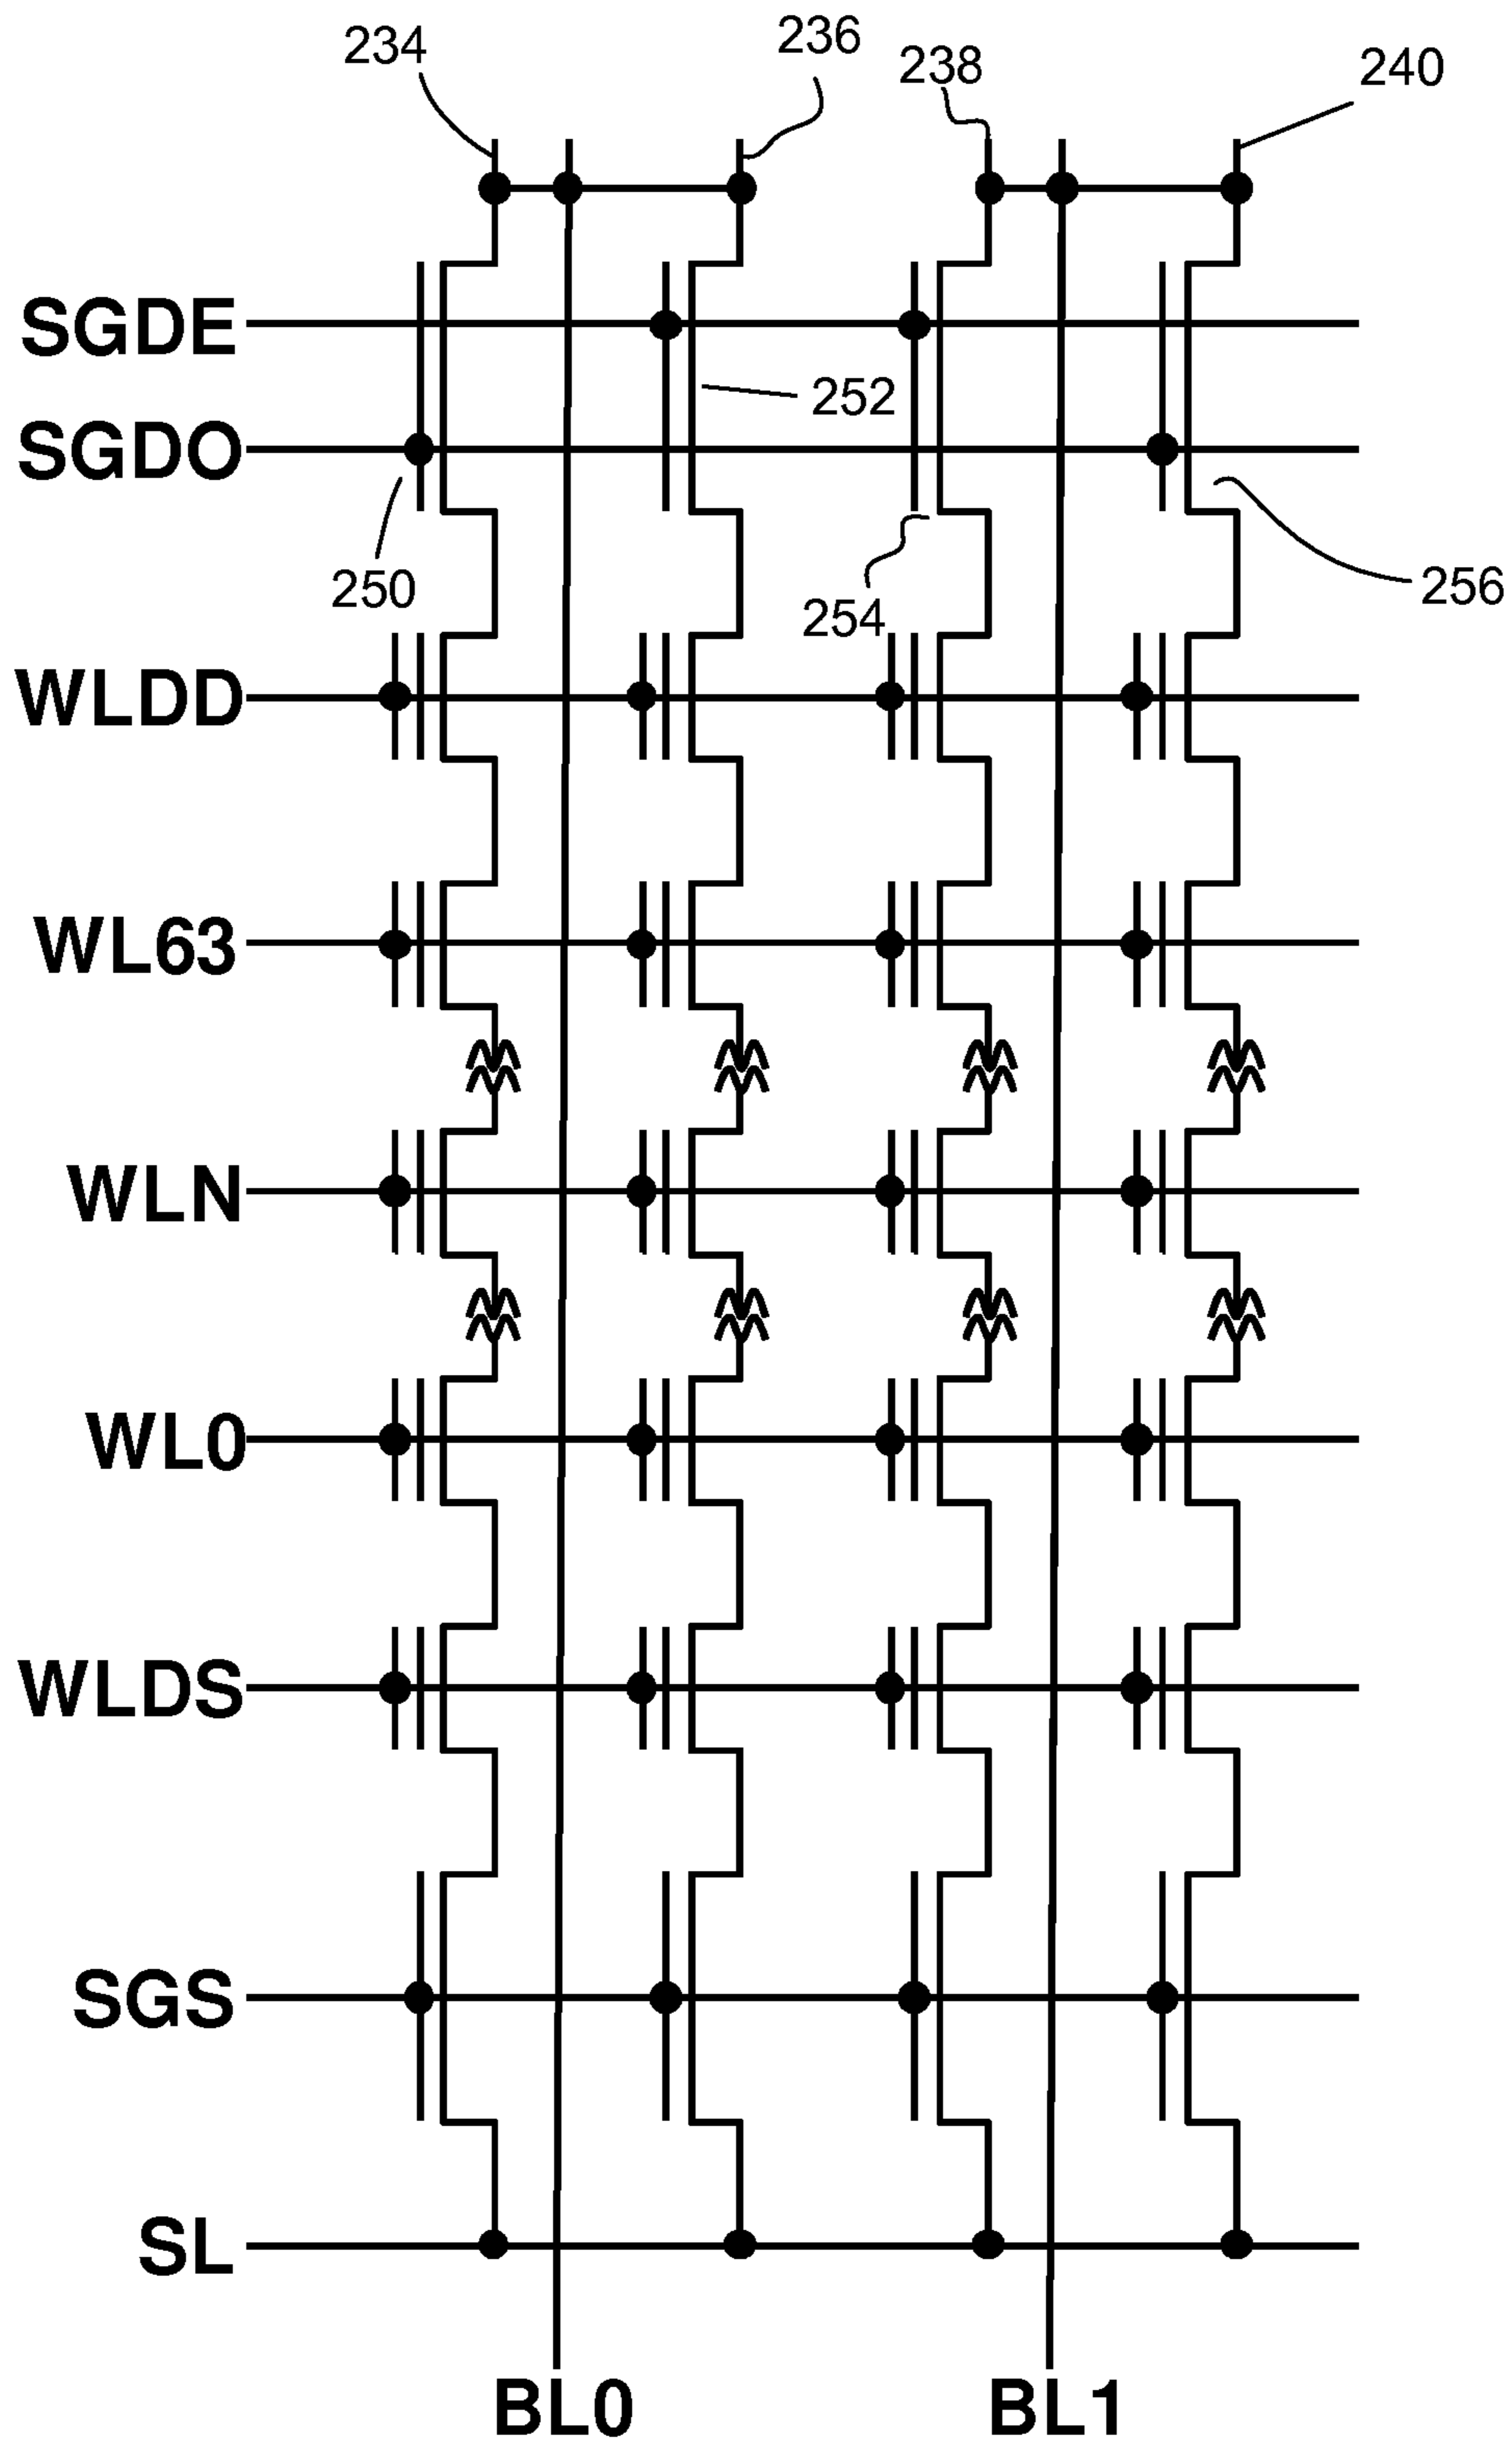 234
236
238
240
SGDE
252
SGDO
250
254
256
WLDD
WL63
WLN
WL0
WLDS
SGS
SL
BL0
BL1